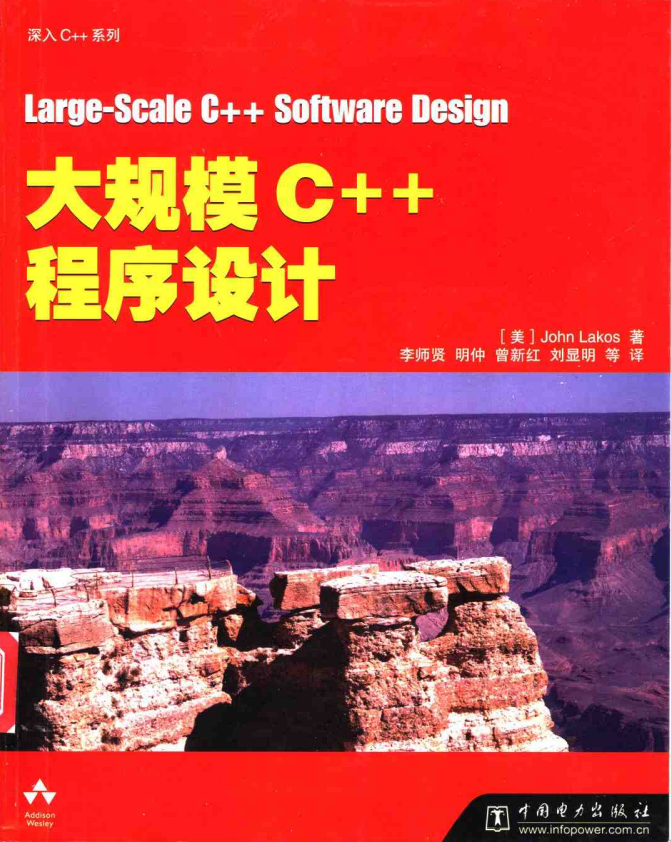 深入 C++ 系列
Large-Scale C++ Software Design
大规模 C++
程序设计
[ 美 ] John Lakos 著
李师贤 明仲 曾新红 刘显明 等 译
Addison
Wesley
中国电力出版社
www.infopower.com.cn